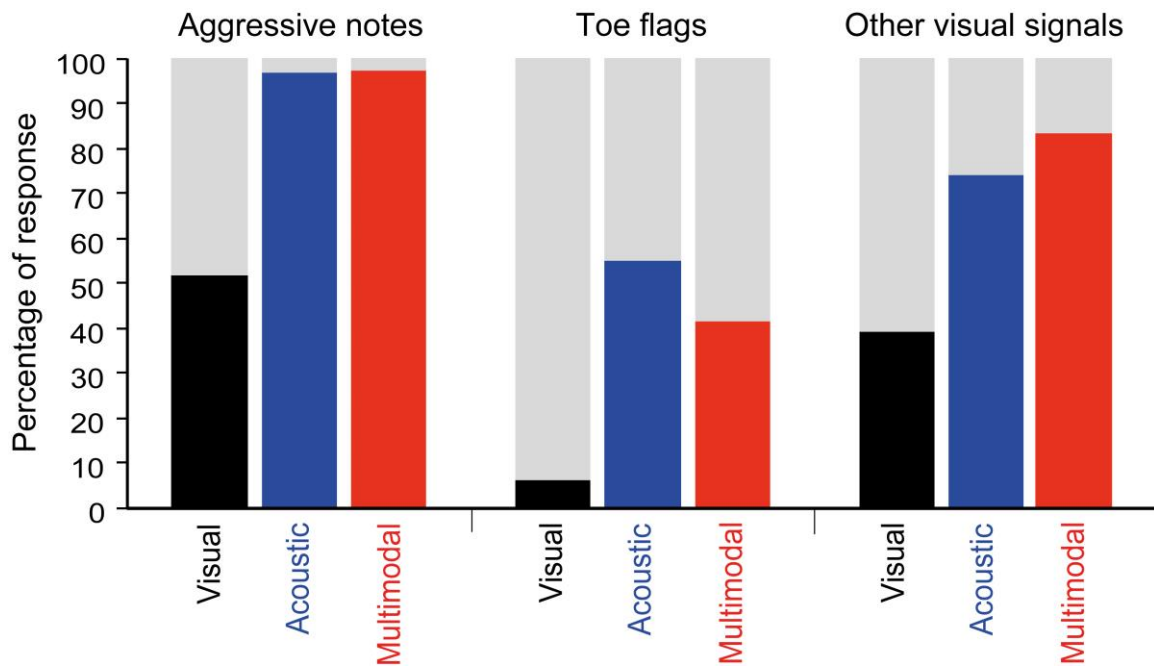 Aggressive notes
Toe flags
Other visual signals
Percentage of response
100
90
80
70
60
50
40
30
20
10
0
Visual
Acoustic
Multimodal
Visual
Acoustic
Multimodal
Visual
Acoustic
Multimodal